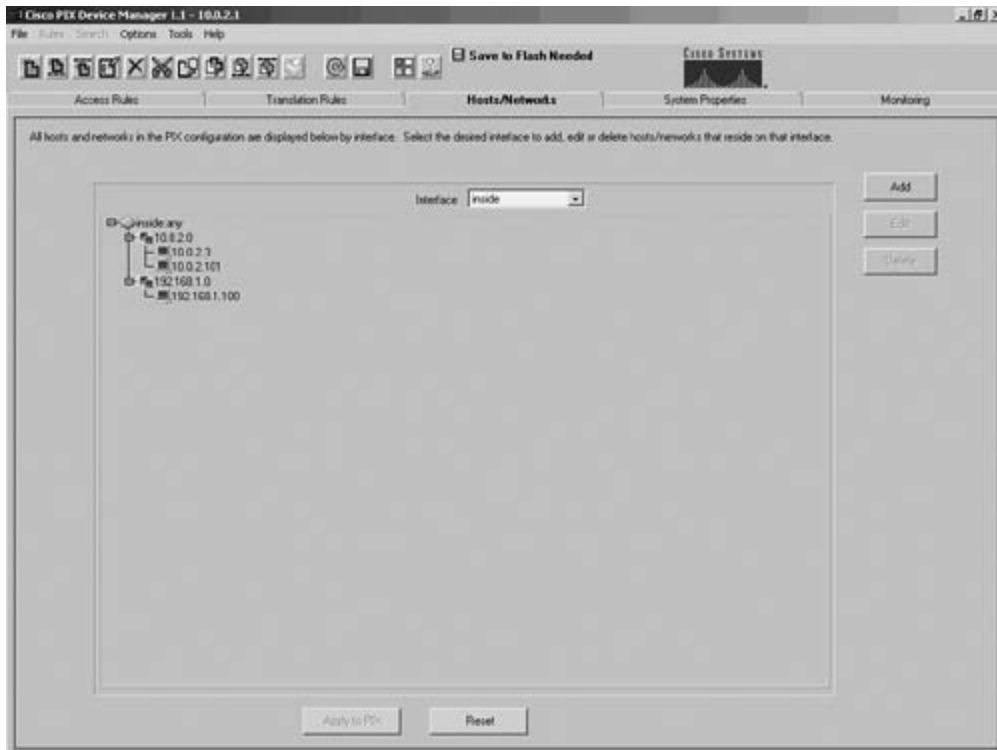 Cisco PIX Device Manager 1.1 - 10.0.2.1
File Rules Search Options Tools Help
Save to Flash Needed
CISCO SYSTEMS
Access Rules Translation Rules Hosts/Networks System Properties Monitoring
All hosts and networks in the PIX configuration are displayed below by interface. Select the desired interface to add, edit or delete hosts/networks that reside on that interface.
Interface inside
Add
Edit
Delete
inside:any
10.0.2.0
10.0.2.3
10.0.2.101
192.168.1.0
192.168.1.100
Apply to PIX Reset